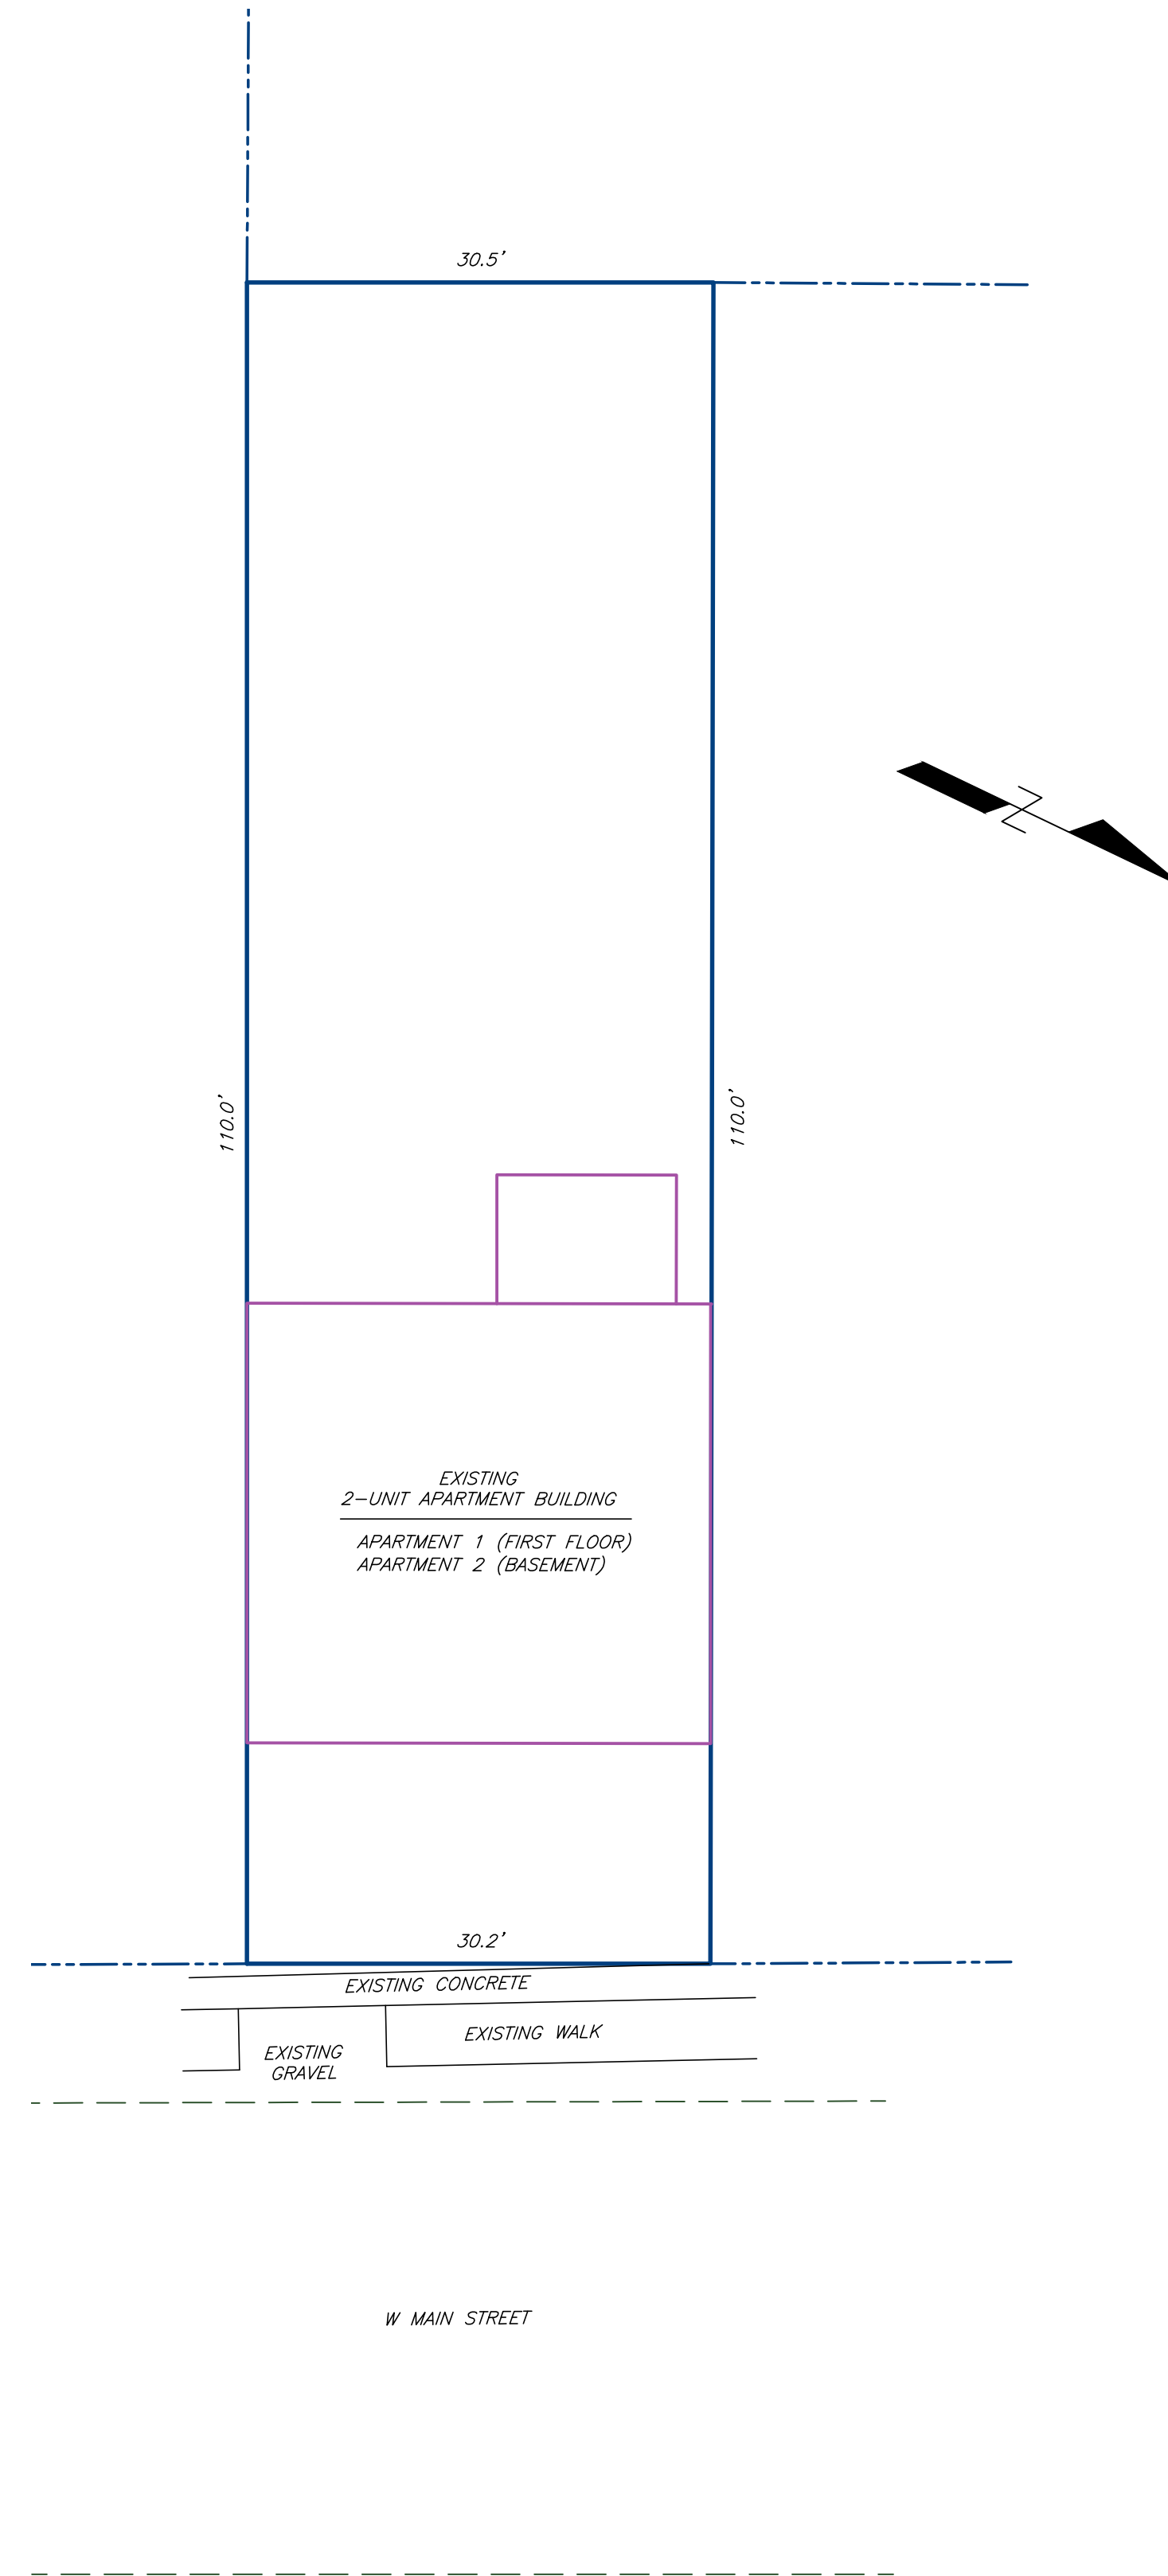 30.5'
110.0'
110.0'
EXISTING
2-UNIT APARTMENT BUILDING
APARTMENT 1 (FIRST FLOOR)
APARTMENT 2 (BASEMENT)
30.2'
EXISTING CONCRETE
EXISTING WALK
EXISTING
GRAVEL
W MAIN STREET
Z